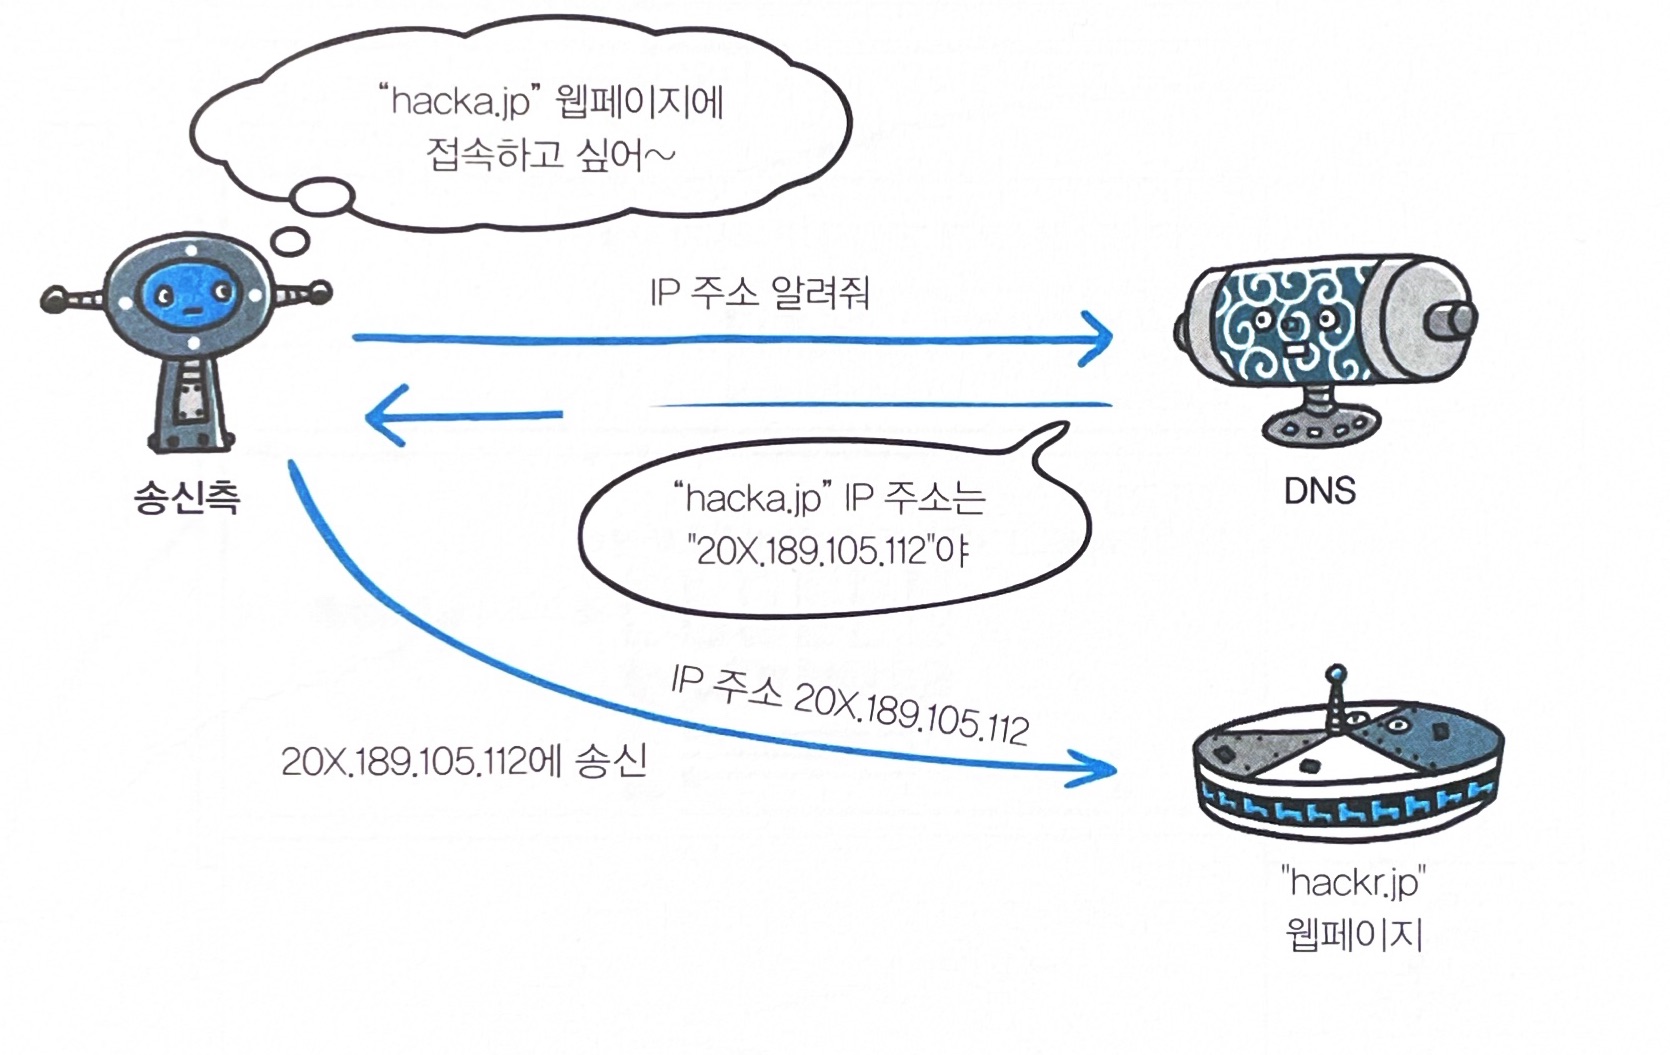 “hacka.jp” 웹페이지에
접속하고 싶어~
IP 주소 알려줘
송신측
DNS
“hacka.jp” IP 주소는
"20X.189.105.112"야
IP 주소 20X.189.105.112
20X.189.105.112에 송신
"hackr.jp"
웹페이지